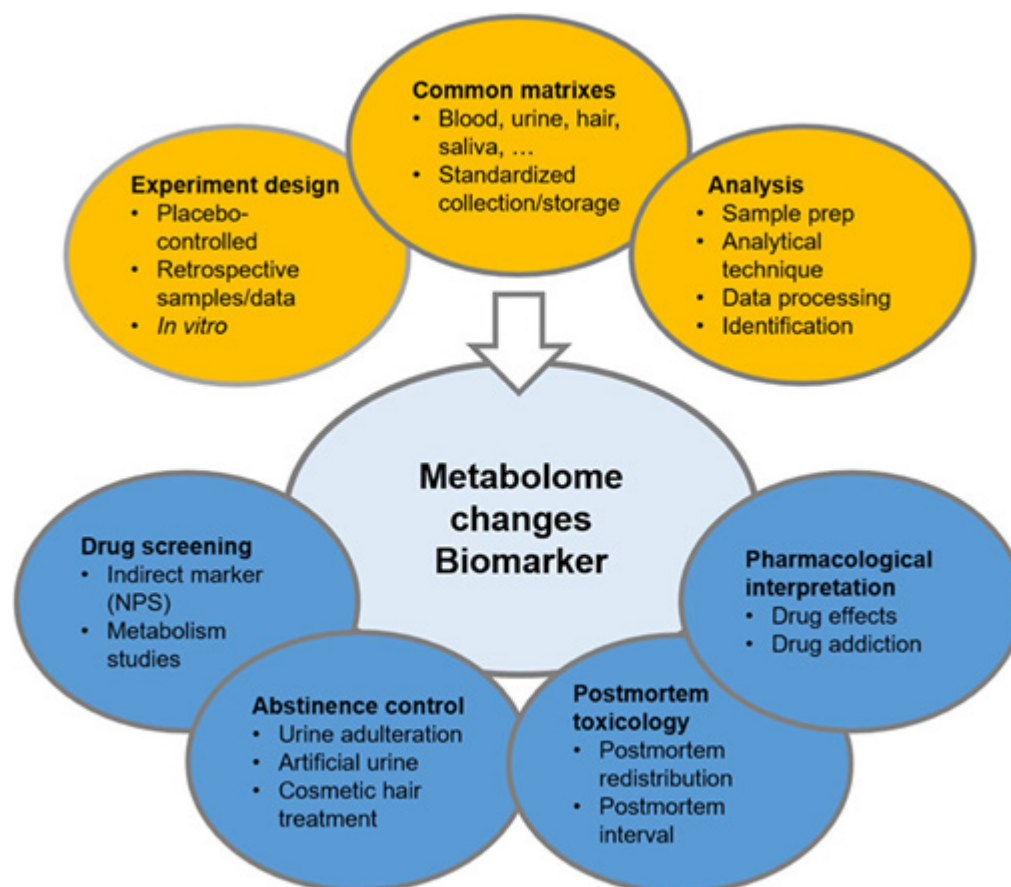 Common matrixes
• Blood, urine, hair,
saliva, …
• Standardized
collection/storage
Experiment design
• Placebo-
controlled
• Retrospective
samples/data
• In vitro
Analysis
• Sample prep
• Analytical
technique
• Data processing
• Identification
Metabolome
changes
Biomarker
Drug screening
• Indirect marker
(NPS)
• Metabolism
studies
Abstinence control
• Urine adulteration
• Artificial urine
• Cosmetic hair
treatment
Postmortem
toxicology
• Postmortem
redistribution
• Postmortem
interval
Pharmacological
interpretation
• Drug effects
• Drug addiction